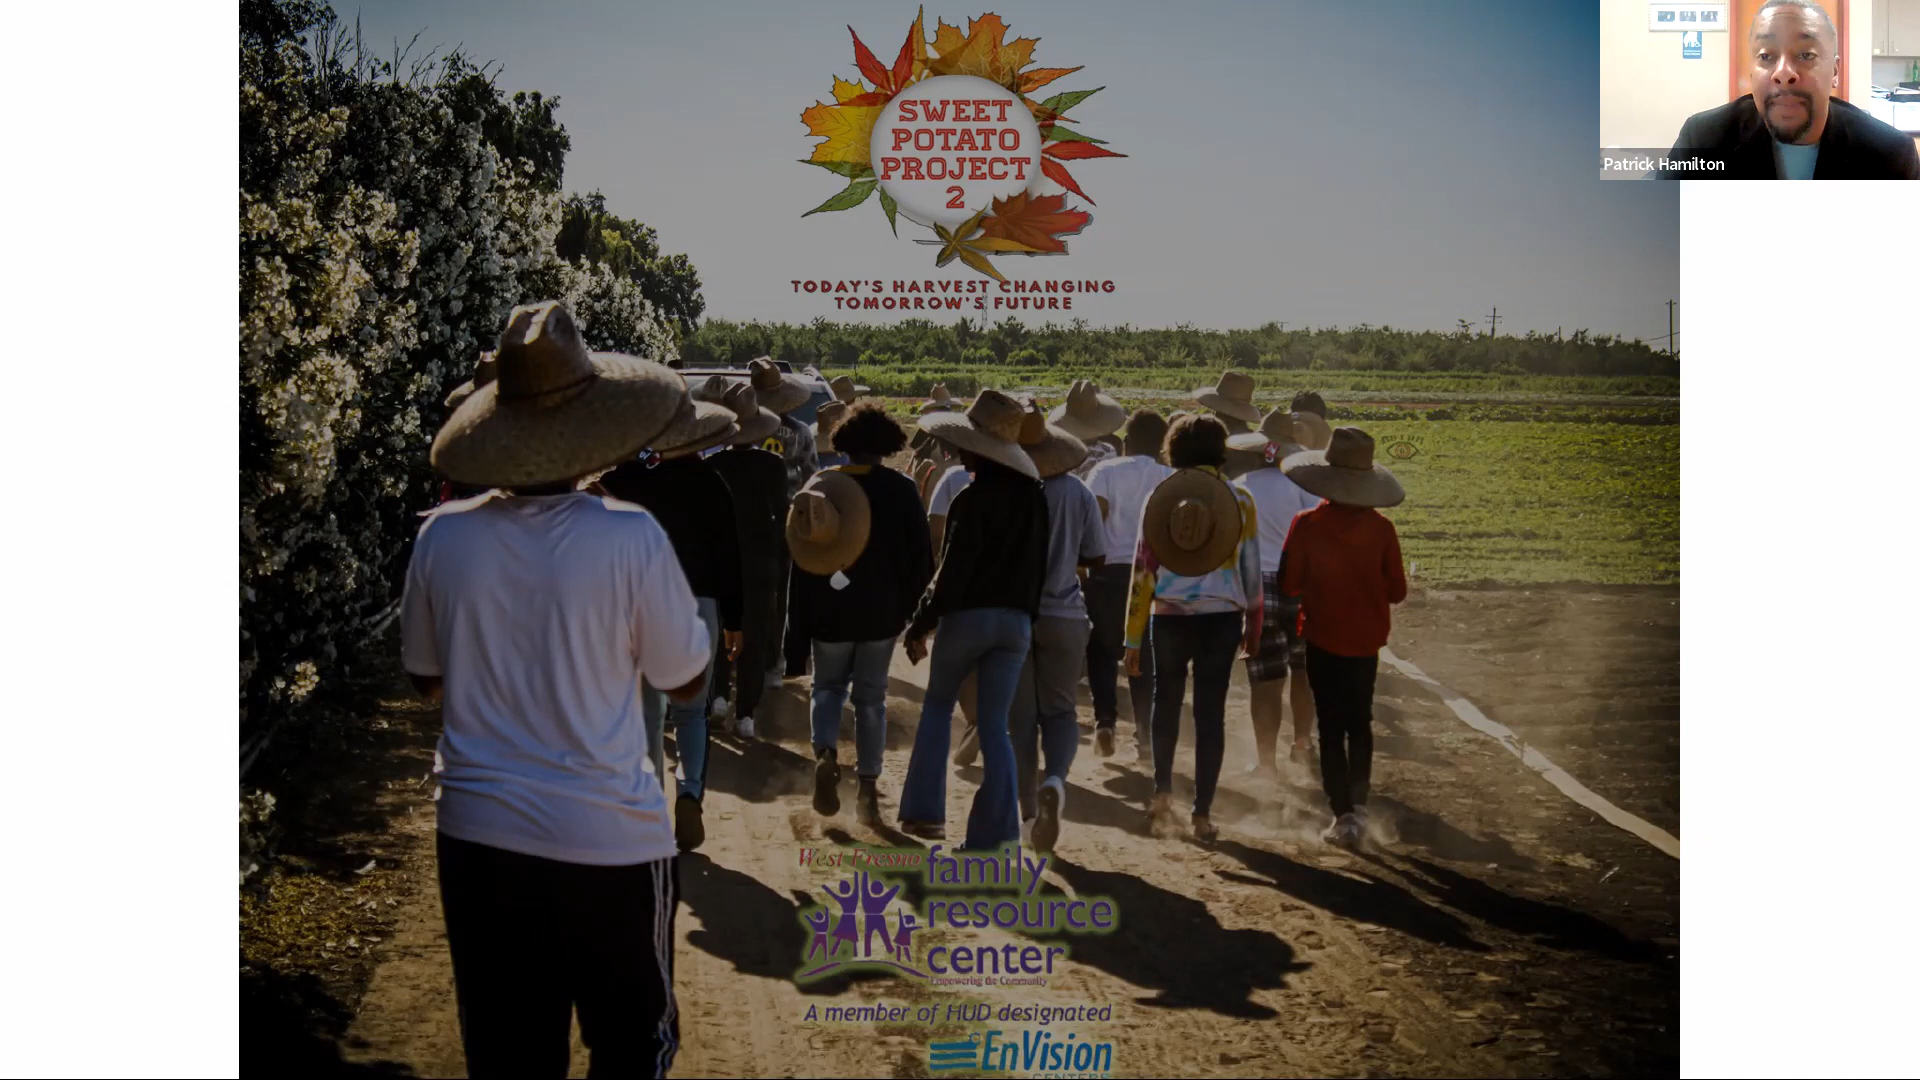 SWEET
POTATO
PROJECT
2
TODAY'S HARVEST CHANGING
TOMORROW'S FUTURE
Patrick Hamilton
West Fresno
family
resource
center
Empowering the Community
A member of HUD designated
EnVision
CENTERS